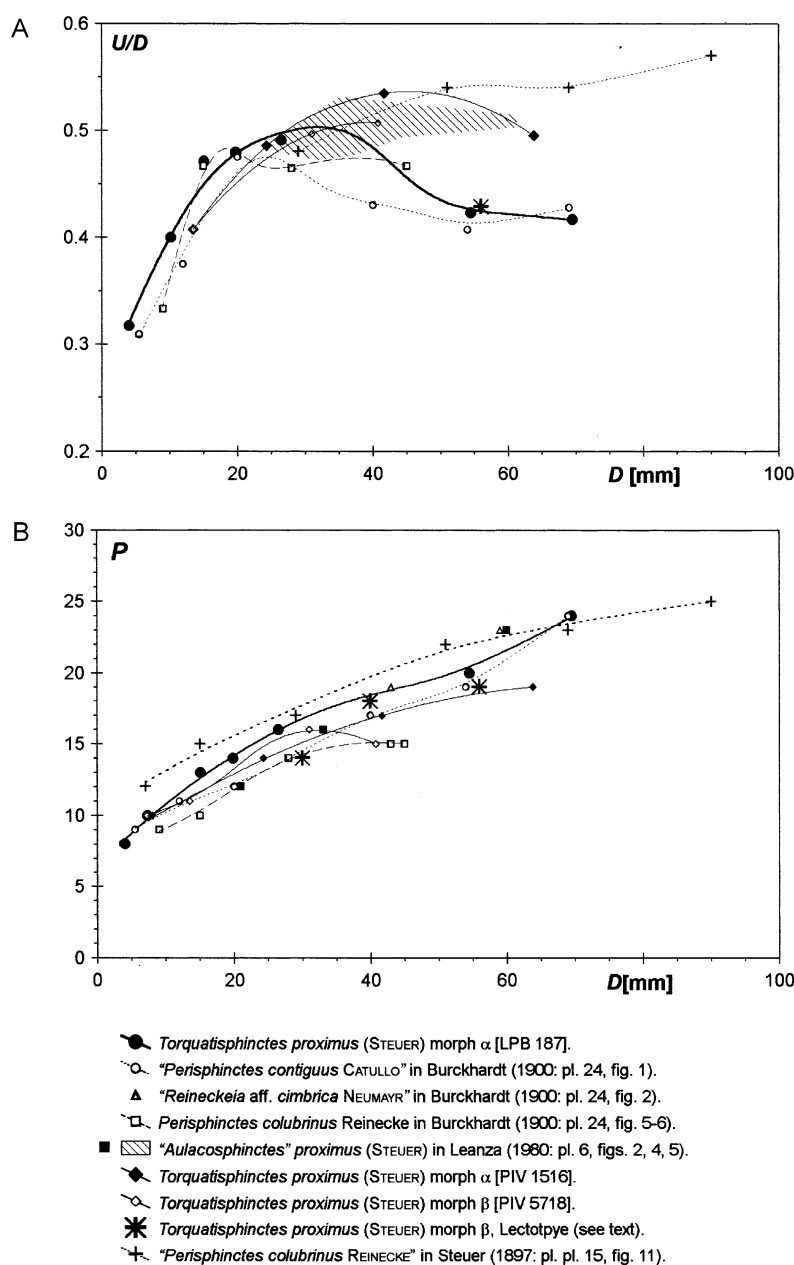 A
U/D
0.6
0.5
0.4
0.3
0.2
0
20
40
60
D [mm]
100
B
P
30
25
20
15
10
5
0
0
20
40
60
D[mm]
100
Torquatisphinctes proximus (STEUER) morph α [LPB 187].
"Perisphinctes contiguus CATULLO" in Burckhardt (1900: pl. 24, fig. 1).
"Reineckeia aff. cimbrica NEUMAYR" in Burckhardt (1900: pl. 24, fig. 2).
Perisphinctes colubrinus Reinecke in Burckhardt (1900: pl. 24, fig. 5-6).
"Aulacosphinctes" proximus (STEUER) in Leanza (1980: pl. 6, figs. 2, 4, 5).
Torquatisphinctes proximus (STEUER) morph α [PIV 1516].
Torquatisphinctes proximus (STEUER) morph β [PIV 5718].
Torquatisphinctes proximus (STEUER) morph β, Lectotpye (see text).
"Perisphinctes colubrinus REINECKE" in Steuer (1897: pl. pl. 15, fig. 11).